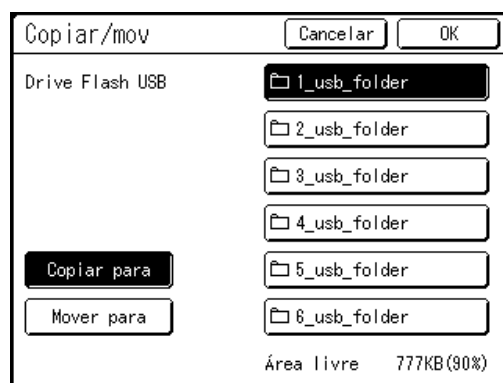 Copiar/mov Cancelar OK
Drive Flash USB
1_usb_folder
2_usb_folder
3_usb_folder
4_usb_folder
5_usb_folder
6_usb_folder
Copiar para
Mover para
Área livre 777KB(90%)